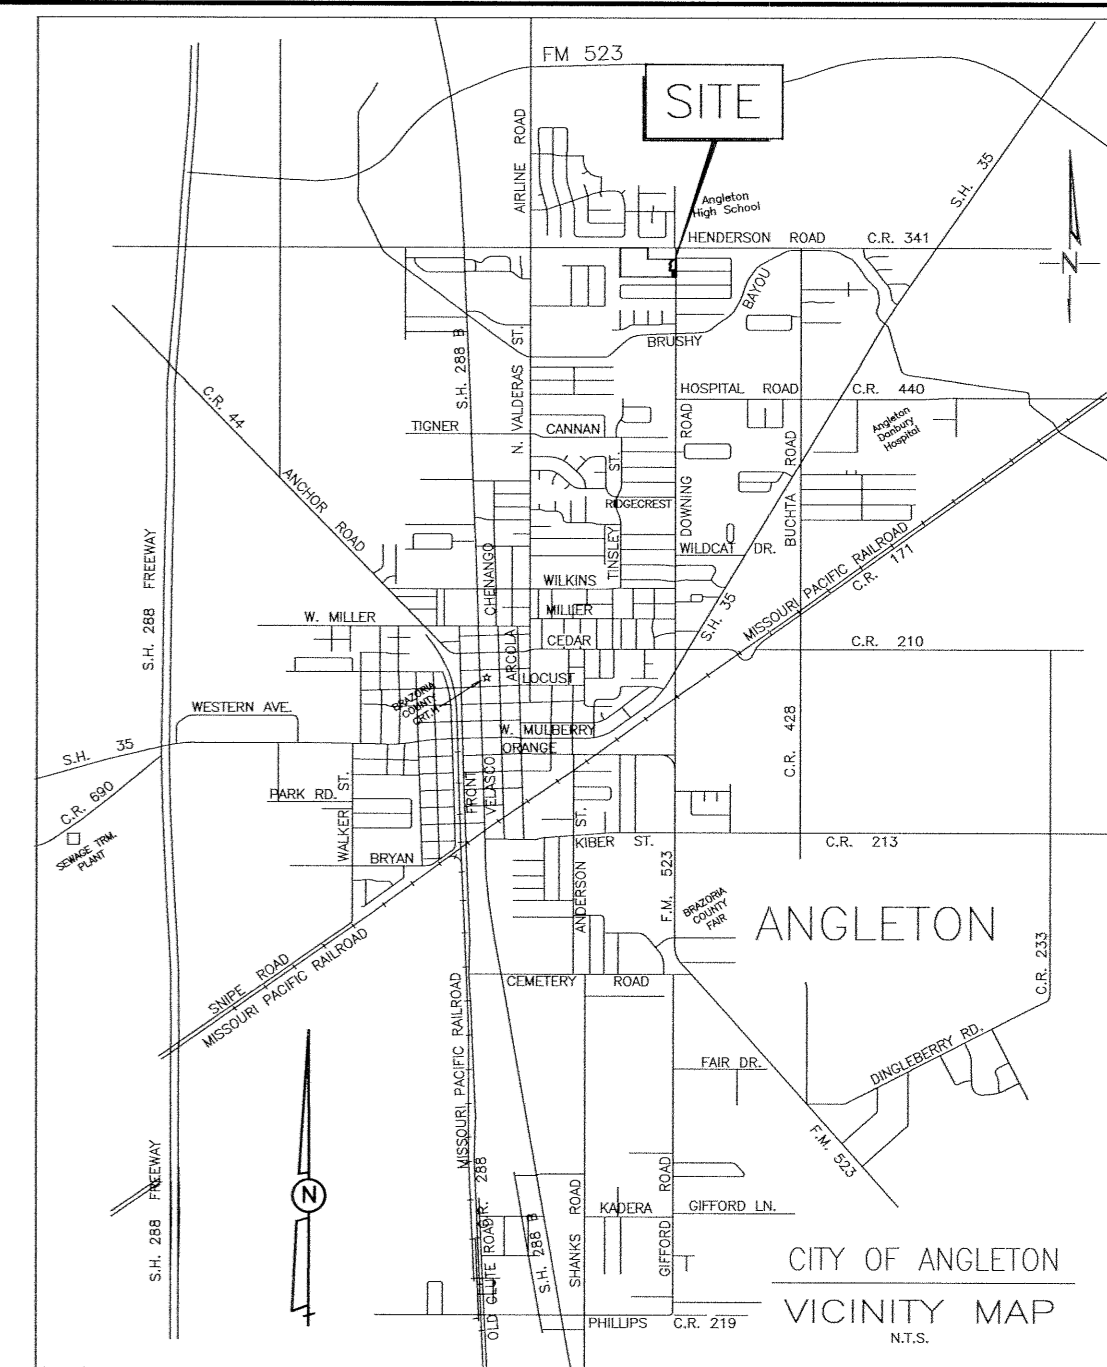 FM 523
SITE
AIRLINE ROAD
S.H. 35
Angleton
High School
HENDERSON ROAD
C.R. 341
N
BAYOU
BRUSHY
S.H. 288 B
N. VALDERAS ST.
C.R. 44
HOSPITAL ROAD
C.R. 440
TIGNER
CANNAN
Angleton
Danbury
Hospital
ANCHOR ROAD
ST.
TINSLEY
RIDGECREST
DOWNING
ROAD
BUCHTA ROAD
WILDCAT DR.
MISSOURI PACIFIC RAILROAD
C.R. 171
S.H. 288 FREEWAY
CHENANGO
WILKINS
W. MILLER
MILLER
S.H. 35
ARCOLA
CEDAR
C.R. 210
LOCUST
BRAZORIA
COUNTY
CRT.H
WESTERN AVE.
W. MULBERRY
ORANGE
C.R. 428
S.H. 35
C.R. 690
PARK RD.
WALKER ST.
FRONT
VELASCO
SEWAGE TRM.
PLANT
BRYAN
ANDERSON ST.
KIBER ST.
C.R. 213
F.M. 523
BRAZORIA
COUNTY
FAIR
ANGLETON
C.R. 233
SNIPE ROAD
MISSOURI PACIFIC RAILROAD
CEMETERY ROAD
MISSOURI PACIFIC RAILROAD
FAIR DR.
DINGLEBERRY RD.
F.M. 523
S.H. 288 FREEWAY
N
C.R. 288
OLD CLUTE ROAD
S.H. 288 B
SHANKS ROAD
KADERA
GIFFORD ROAD
GIFFORD LN.
CITY OF ANGLETON
VICINITY MAP
N.T.S.
PHILLIPS
C.R. 219